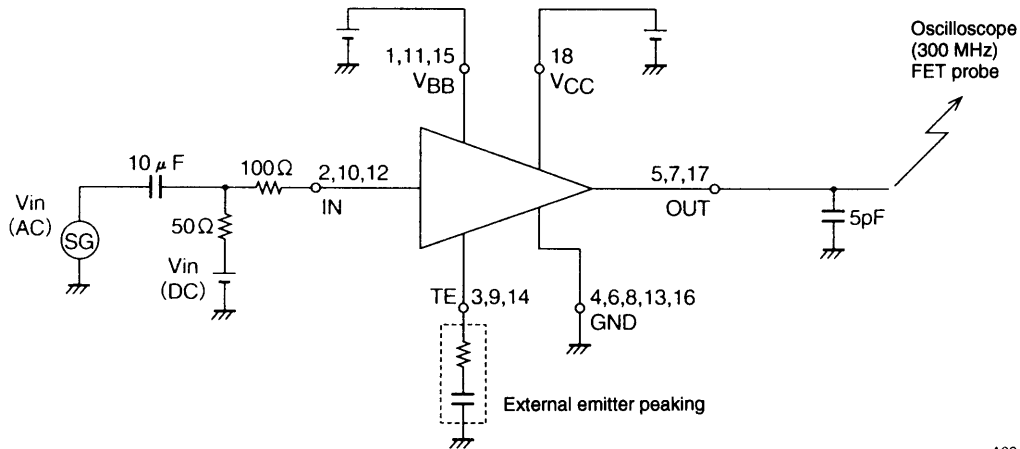 Oscilloscope
(300 MHz)
FET probe
1,11,15
VBB
18
VCC
10 μF
100Ω
2,10,12
IN
5,7,17
OUT
Vin
(AC)
SG
50Ω
5pF
Vin
(DC)
TE
3,9,14
4,6,8,13,16
GND
External emitter peaking